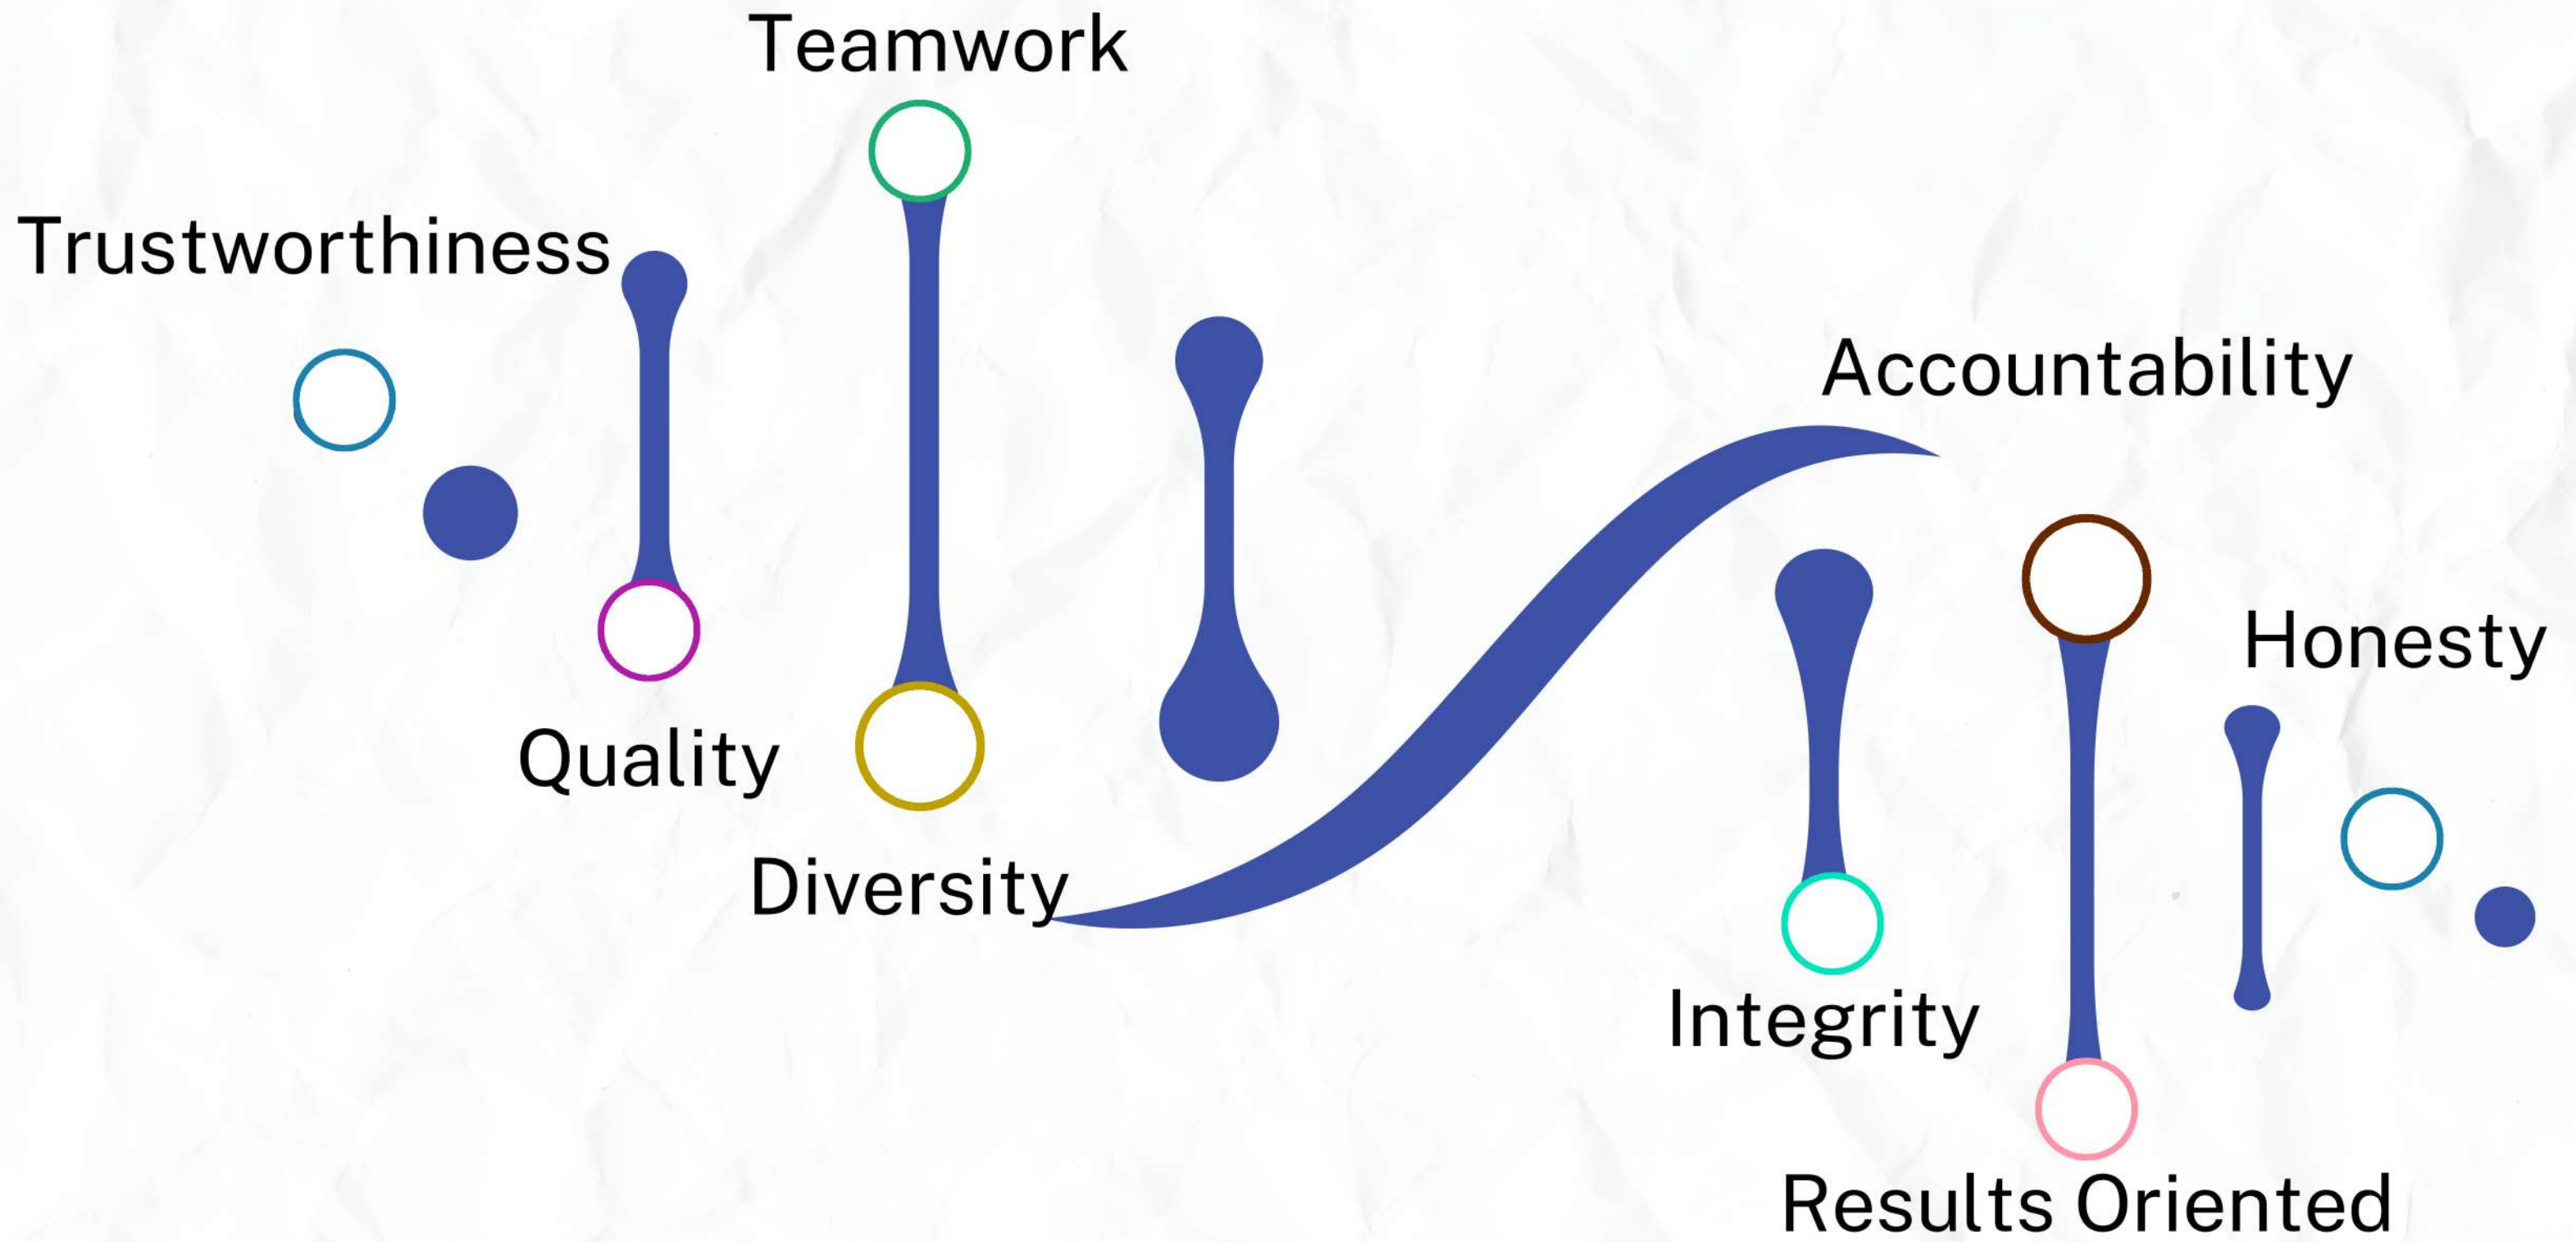 Teamwork
Trustworthiness
Accountability
Honesty
Quality
Diversity
Integrity
Results Oriented